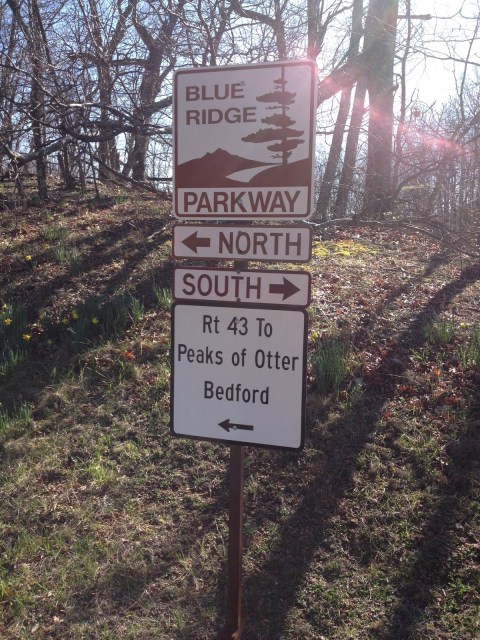 BLUE
RIDGE
PARKWAY
NORTH
SOUTH
Rt 43 To
Peaks of Otter
Bedford